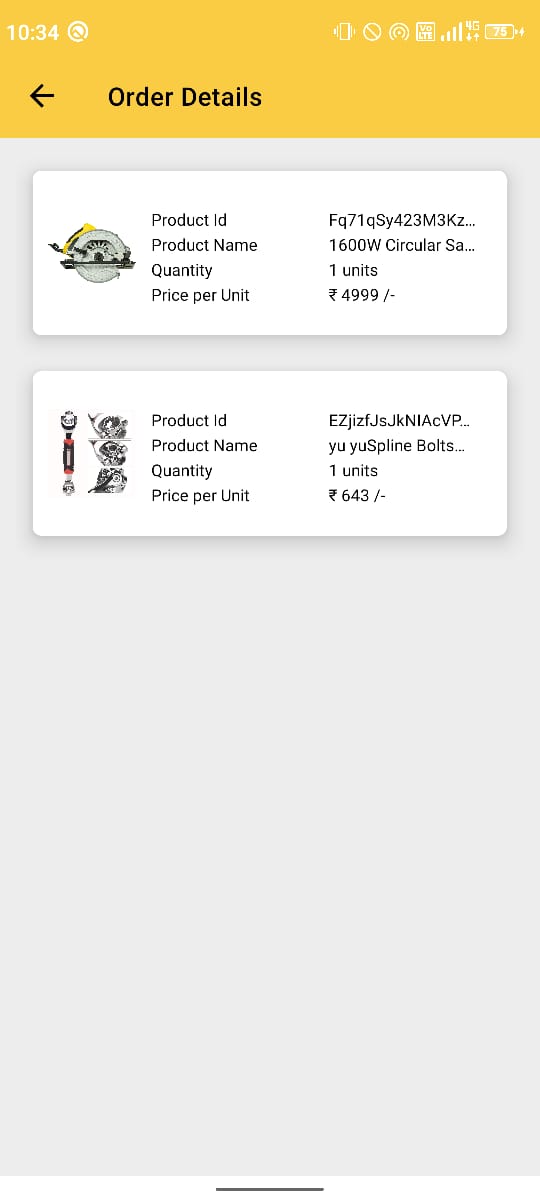 10:34
VO LTE 4G 75
Order Details
Product Id Fq71qSy423M3Kz...
Product Name 1600W Circular Sa...
Quantity 1 units
Price per Unit ₹ 4999 /-
Product Id EZjizfJsJkNIAcVP...
Product Name yu yuSpline Bolts...
Quantity 1 units
Price per Unit ₹ 643 /-